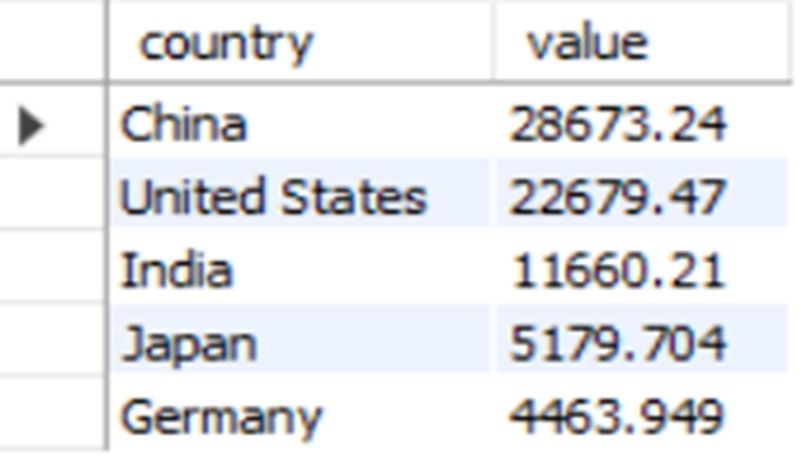 country value
China 28673.24
United States 22679.47
India 11660.21
Japan 5179.704
Germany 4463.949